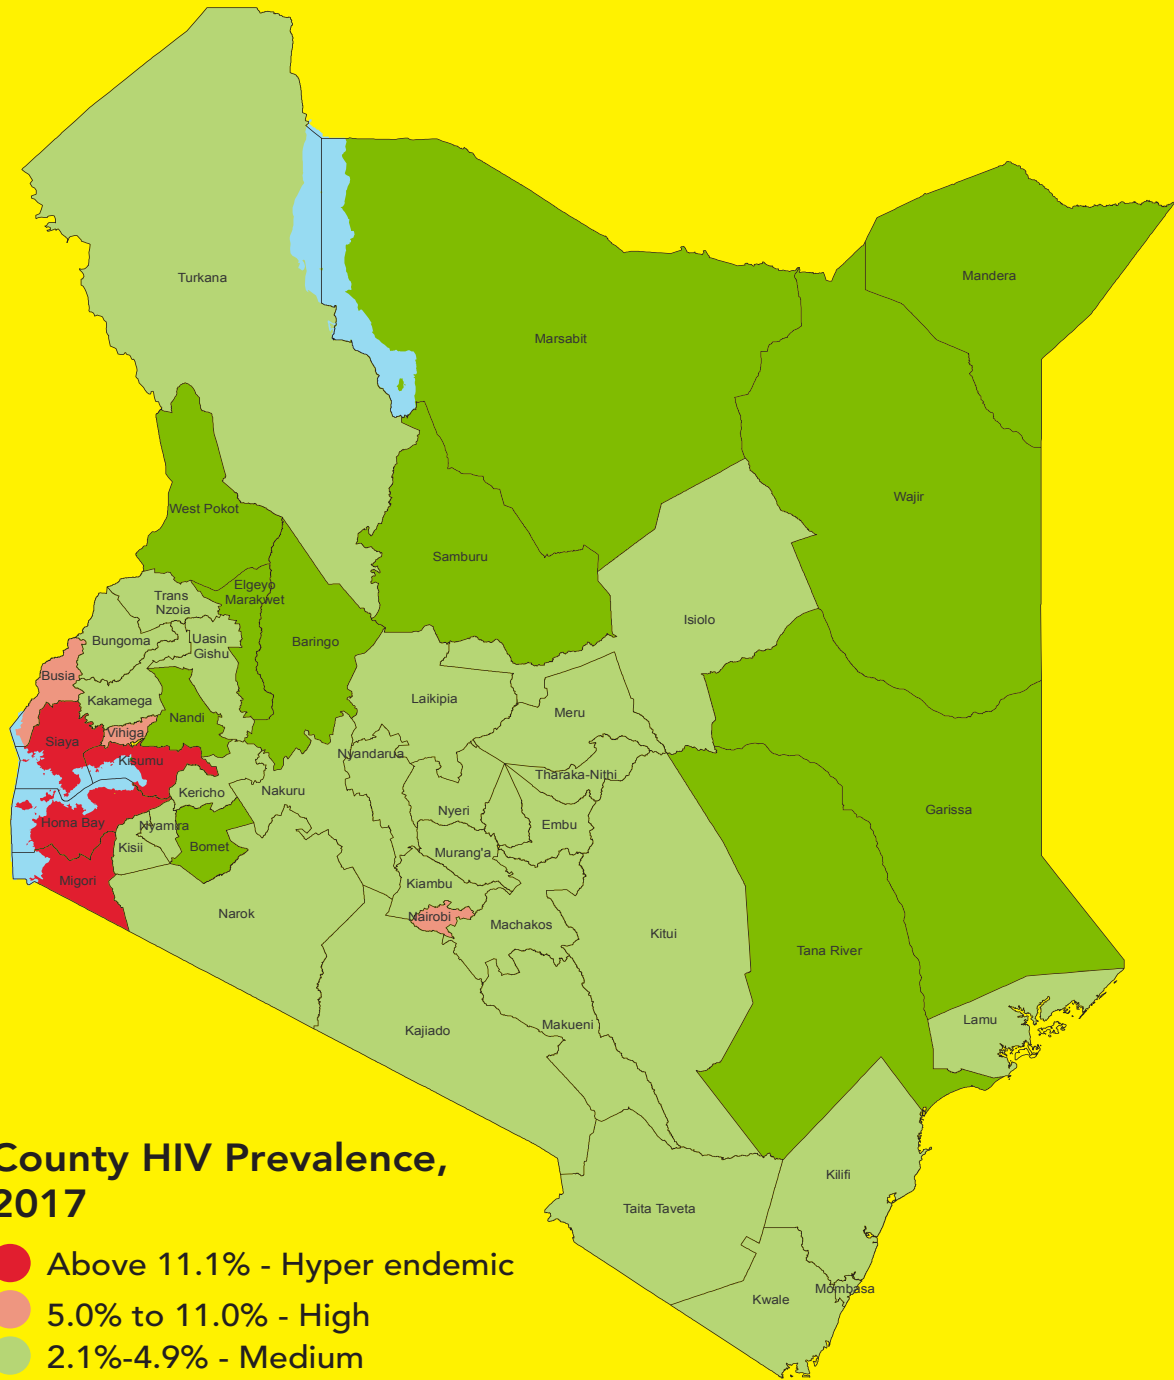 Turkana
Mandera
Marsabit
Wajir
West Pokot
Samburu
Elgeyo
Marakwet
Trans
Nzoia
Isiolo
Bungoma
Uasin
Gishu
Baringo
Busia
Kakamega
Laikipia
Meru
Nandi
Vihiga
Siaya
Kisumu
Nyandarua
Tharaka-Nithi
Kericho
Nakuru
Nyeri
Garissa
Homa Bay
Nyamira
Embu
Kisii
Bomet
Murang'a
Migori
Kiambu
Narok
Nairobi
Machakos
Kitui
Tana River
Lamu
Kajiado
Makueni
County HIV Prevalence,
2017
Kilifi
Taita Taveta
Mombasa
Kwale
Above 11.1% - Hyper endemic
5.0% to 11.0% - High
2.1%-4.9% - Medium